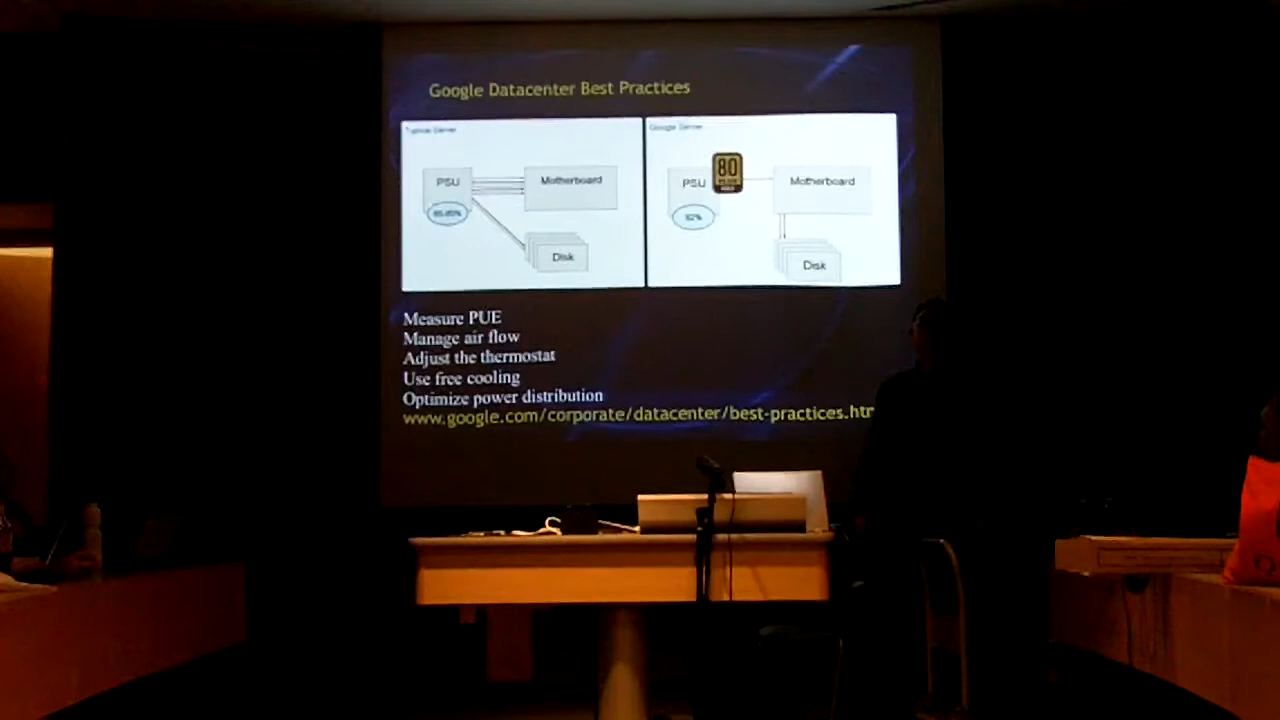 Google Datacenter Best Practices
Typical Server
Google Server
PSU
Motherboard
Disk
PSU
80
92%
Motherboard
Disk
Measure PUE
Manage air flow
Adjust the thermostat
Use free cooling
Optimize power distribution
www.google.com/corporate/datacenter/best-practices.htm